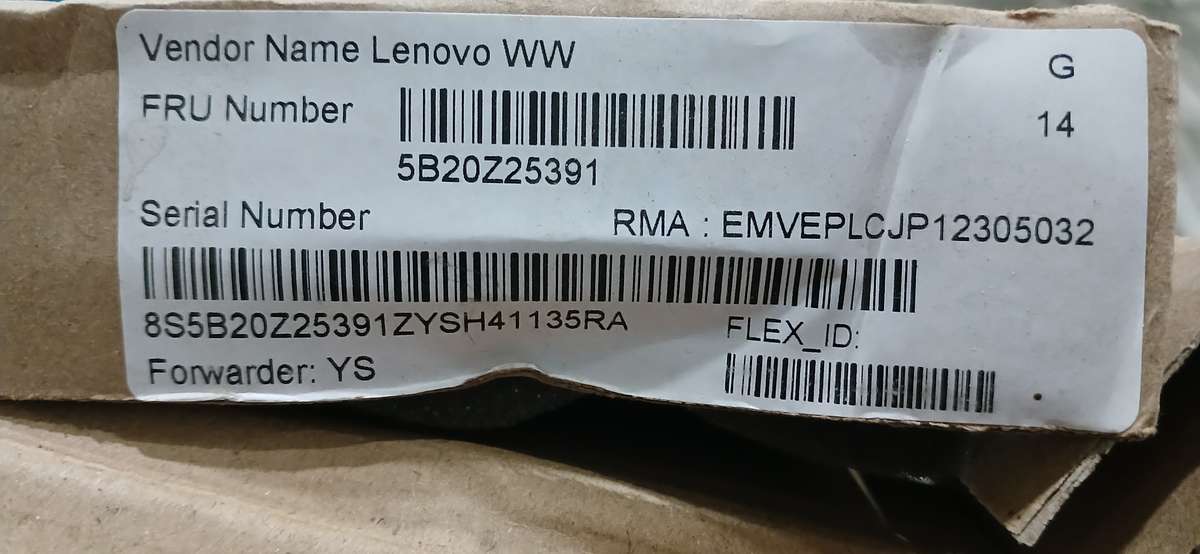 Vendor Name Lenovo WW
G
FRU Number
14
5B20Z25391
Serial Number
RMA : EMVEPLCJP12305032
8S5B20Z25391ZYSH41135RA
FLEX_ID:
Forwarder: YS